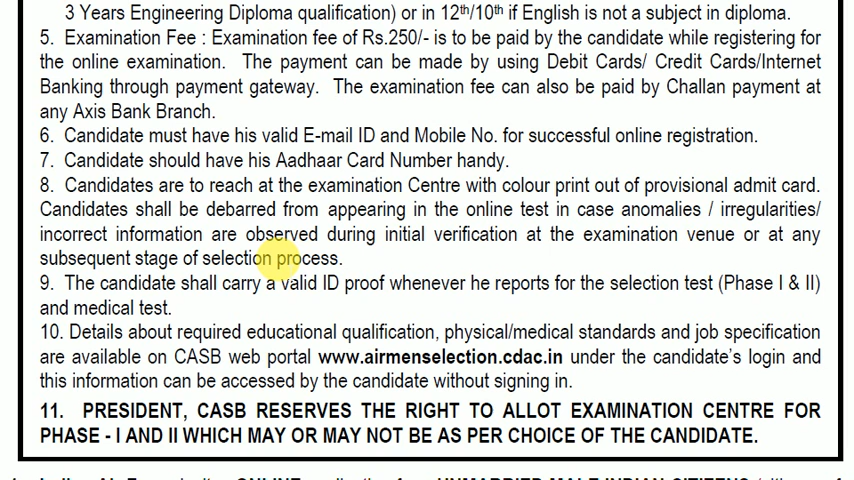 3 Years Engineering Diploma qualification) or in 12th/10th if English is not a subject in diploma.
5. Examination Fee : Examination fee of Rs.250/- is to be paid by the candidate while registering for
the online examination. The payment can be made by using Debit Cards/ Credit Cards/Internet
Banking through payment gateway. The examination fee can also be paid by Challan payment at
any Axis Bank Branch.
6. Candidate must have his valid E-mail ID and Mobile No. for successful online registration.
7. Candidate should have his Aadhaar Card Number handy.
8. Candidates are to reach at the examination Centre with colour print out of provisional admit card.
Candidates shall be debarred from appearing in the online test in case anomalies / irregularities/
incorrect information are observed during initial verification at the examination venue or at any
subsequent stage of selection process.
9. The candidate shall carry a valid ID proof whenever he reports for the selection test (Phase I & II)
and medical test.
10. Details about required educational qualification, physical/medical standards and job specification
are available on CASB web portal www.airmenselection.cdac.in under the candidate's login and
this information can be accessed by the candidate without signing in.
11. PRESIDENT, CASB RESERVES THE RIGHT TO ALLOT EXAMINATION CENTRE FOR
PHASE - I AND II WHICH MAY OR MAY NOT BE AS PER CHOICE OF THE CANDIDATE.